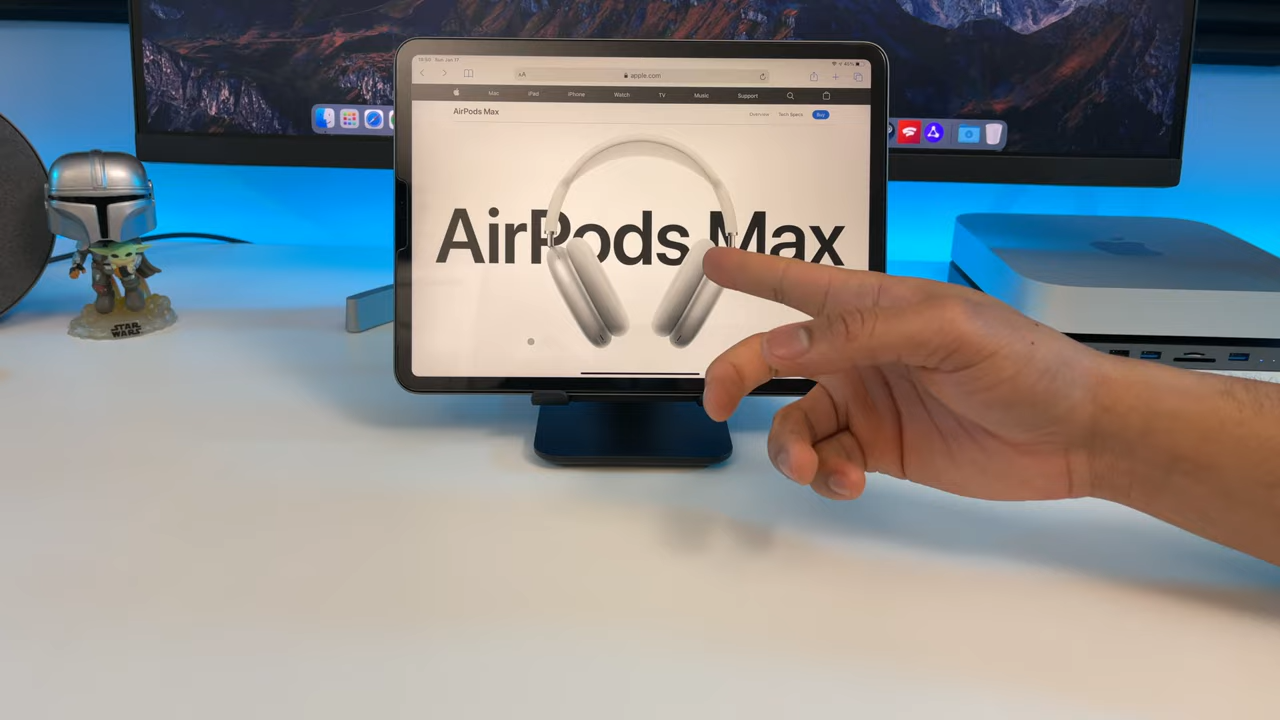 AA apple.com
Mac iPad iPhone Watch TV Music Support
AirPods Max
Overview Tech Specs Buy
AirPods Max
STAR
WARS